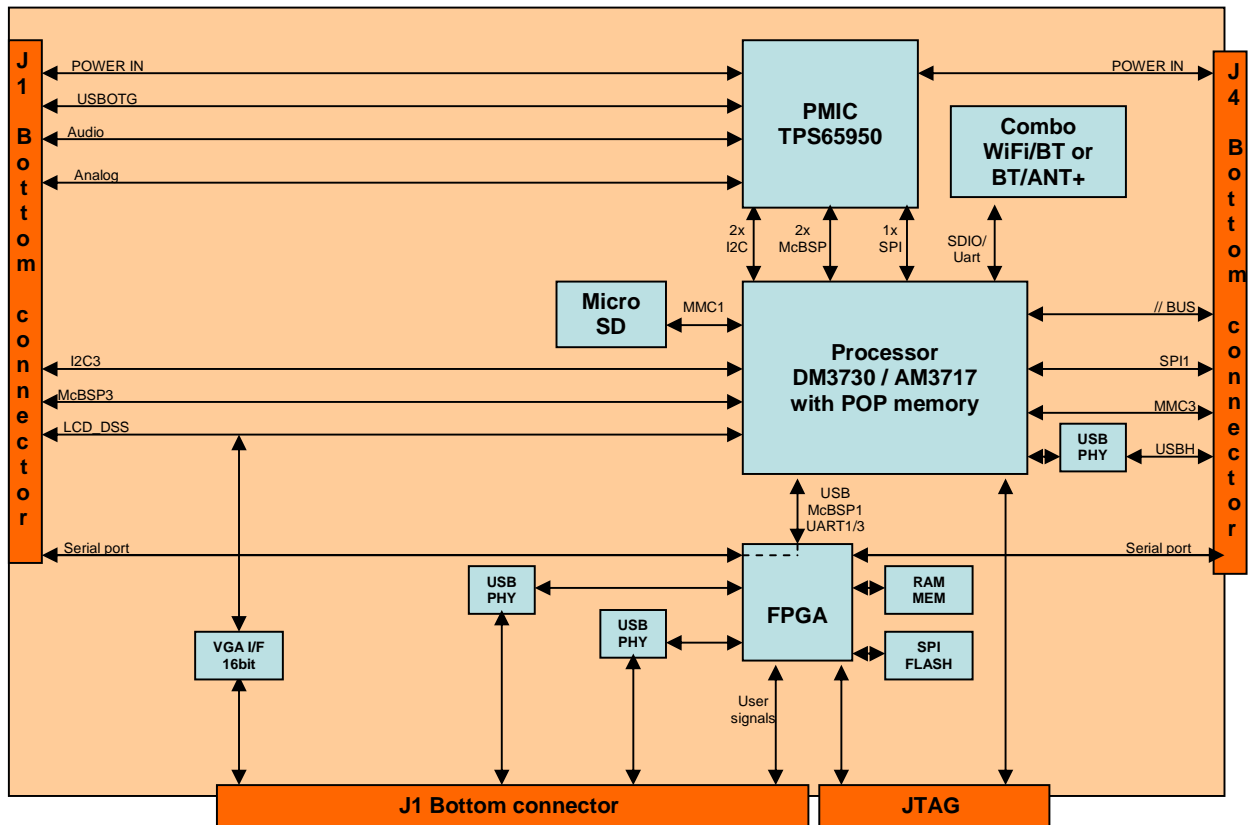 J1 Bottom connector
POWER IN
USBOTG
Audio
Analog
PMIC
TPS65950
POWER IN
J4 Bottom connector
Combo
WiFi/BT or
BT/ANT+
2x
I2C
2x
McBSP
1x
SPI
SDIO/
Uart
Micro
SD
MMC1
Processor
DM3730 / AM3717
with POP memory
// BUS
SPI1
MMC3
USB
PHY
USBH
I2C3
McBSP3
LCD_DSS
USB
McBSP1
UART1/3
Serial port
Serial port
USB
PHY
USB
PHY
FPGA
RAM
MEM
SPI
FLASH
VGA I/F
16bit
User
signals
J1 Bottom connector
JTAG